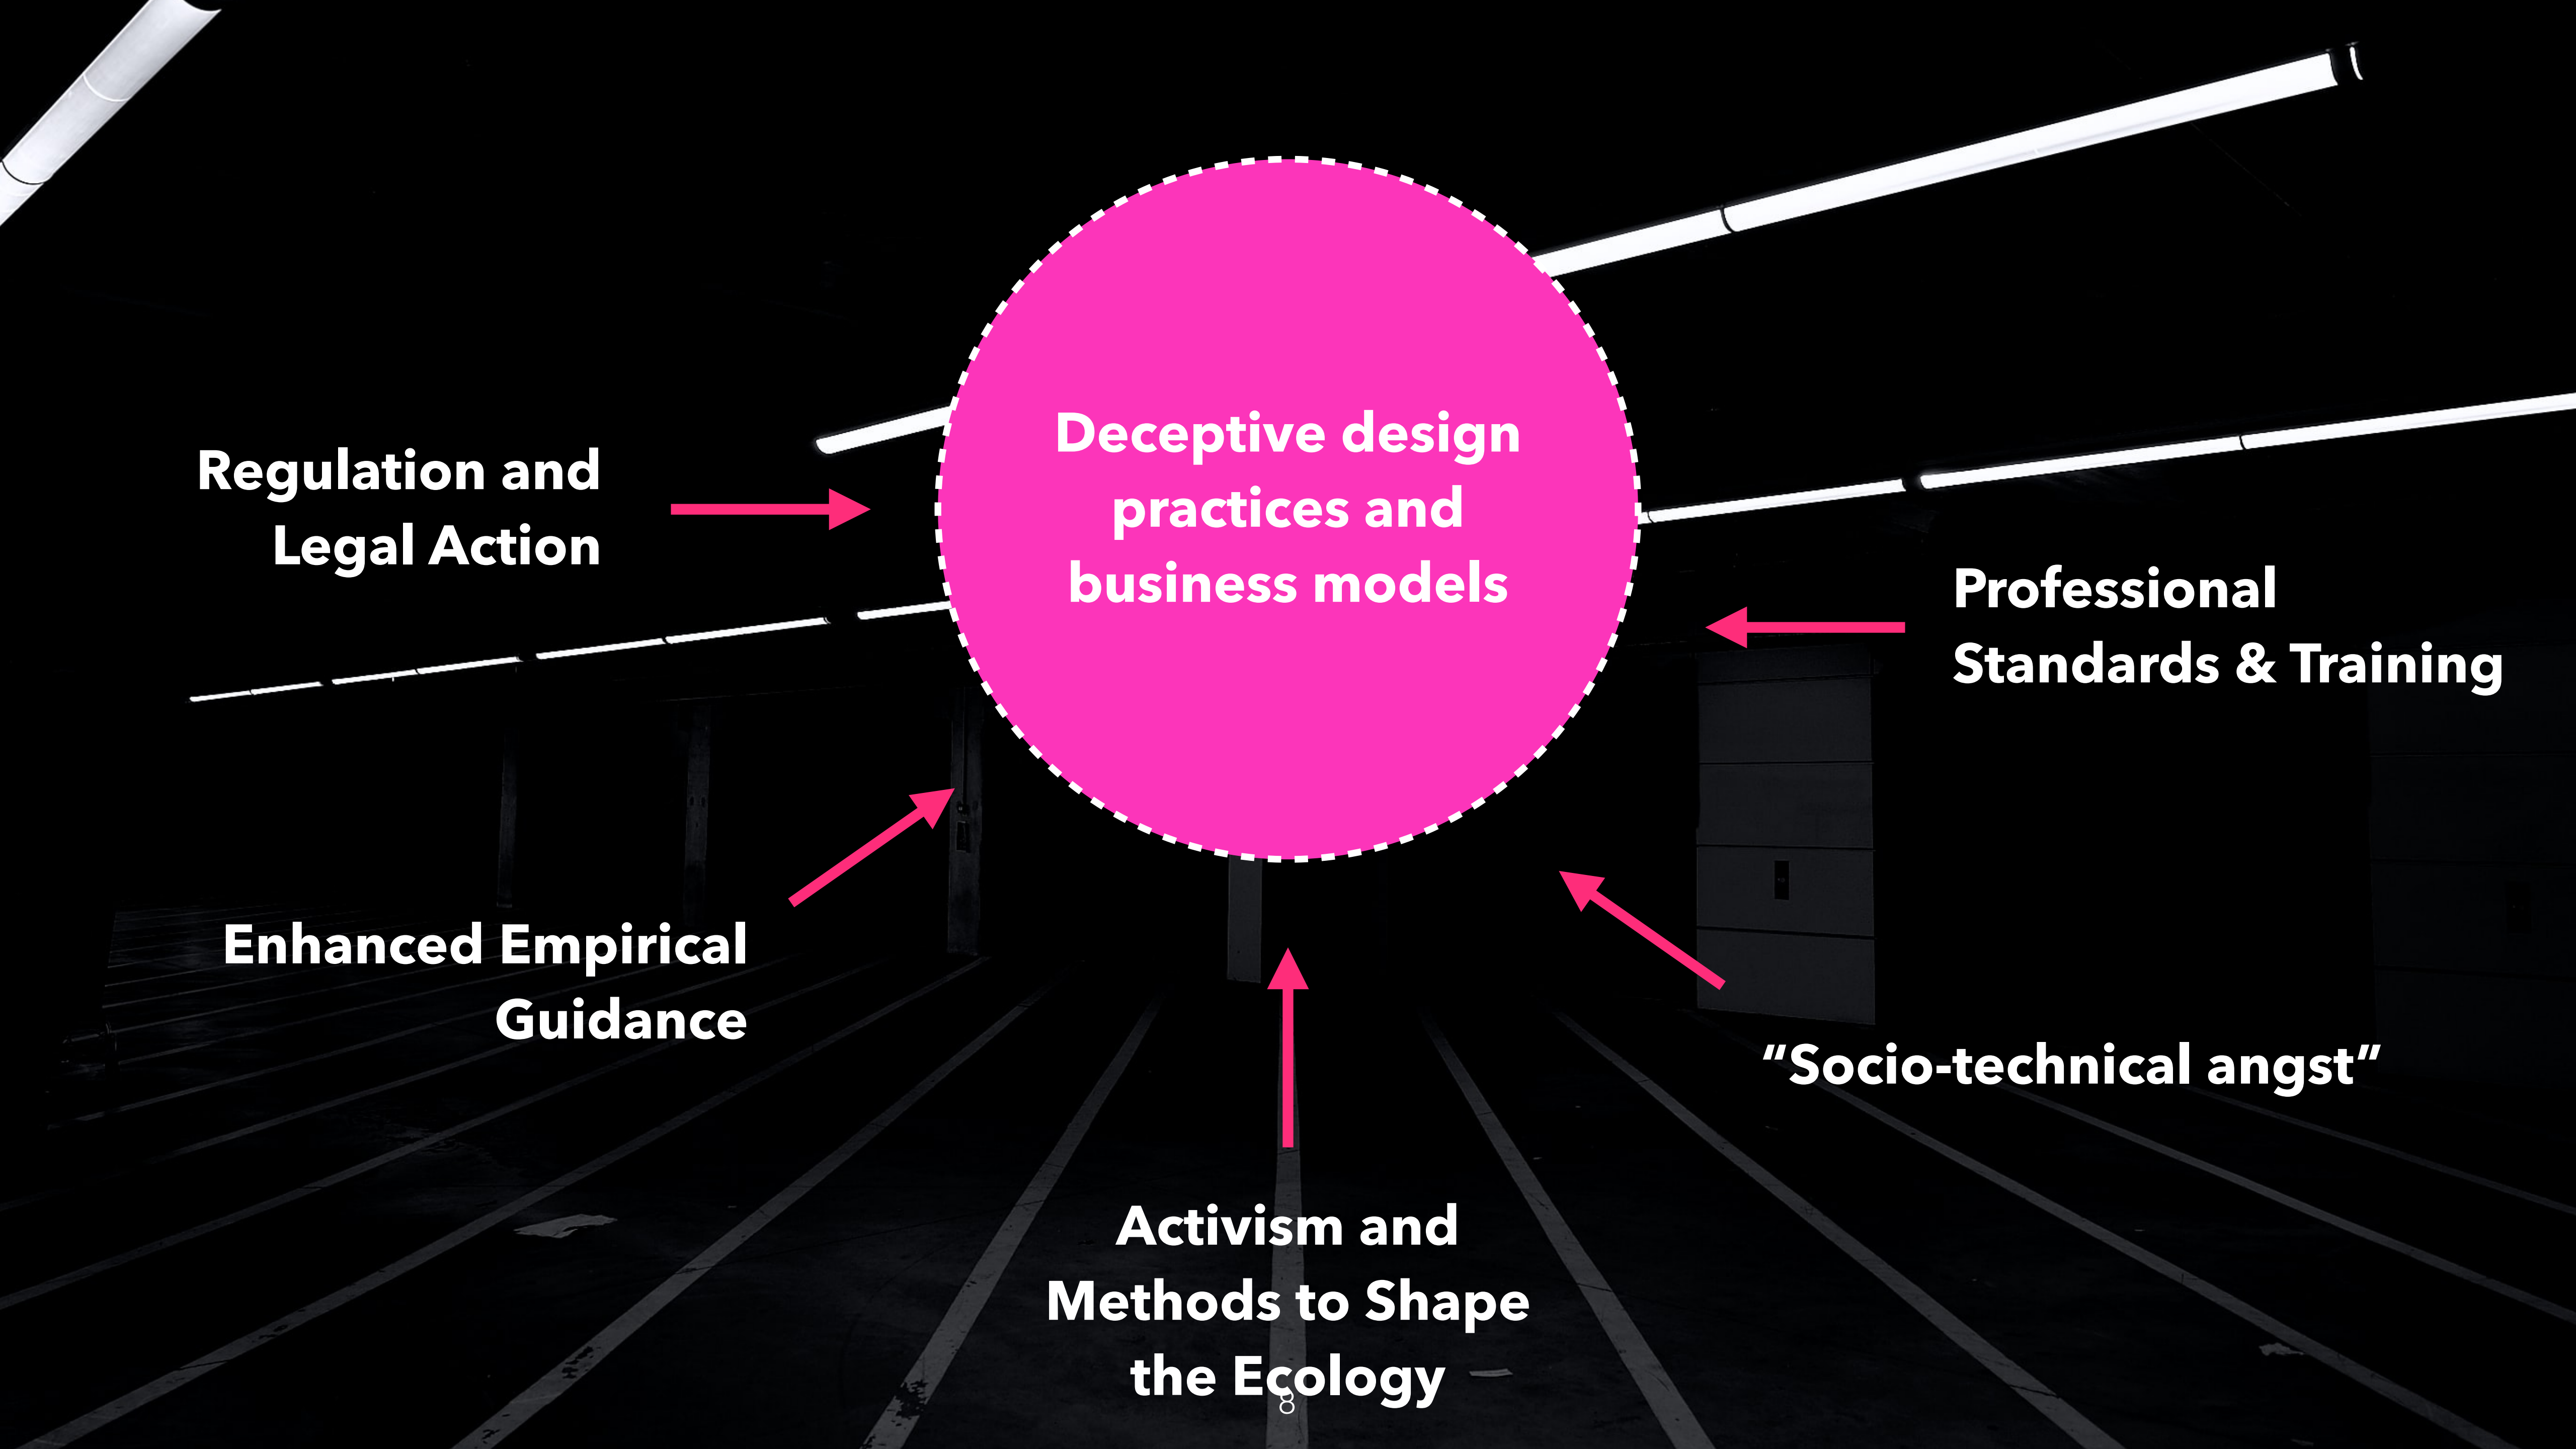 Deceptive design
practices and
business models
Regulation and
Legal Action
Professional
Standards & Training
Enhanced Empirical
Guidance
"Socio-technical angst"
Activism and
Methods to Shape
the Ecology
8